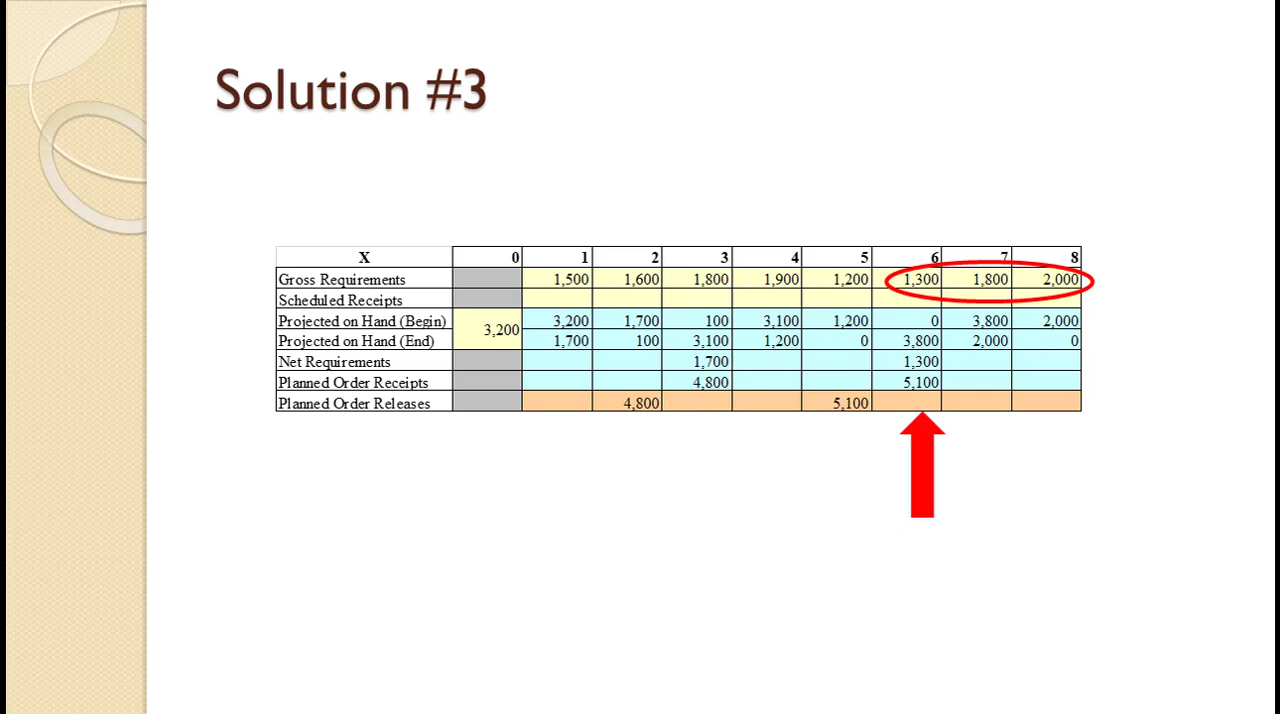 Solution #3
X 0 1 2 3 4 5 6 7 8
Gross Requirements 1,500 1,600 1,800 1,900 1,200 1,300 1,800 2,000
Scheduled Receipts
Projected on Hand (Begin) 3,200 3,200 1,700 100 3,100 1,200 0 3,800 2,000
Projected on Hand (End) 1,700 100 3,100 1,200 0 3,800 2,000 0
Net Requirements 1,700 1,300
Planned Order Receipts 4,800 5,100
Planned Order Releases 4,800 5,100